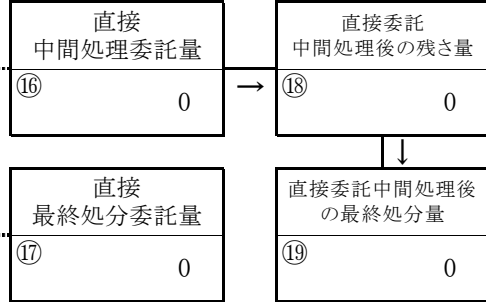 直接
中間処理委託量
⑯
0
→
直接委託
中間処理後の残さ量
⑱
0
↓
直接
最終処分委託量
⑰
0
直接委託中間処理後
の最終処分量
⑲
0